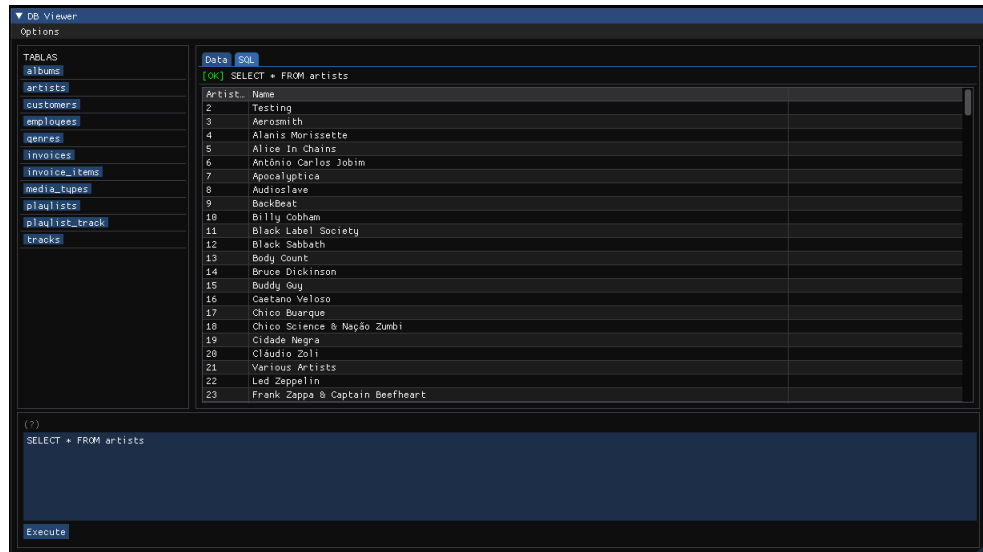 ▼ DB Viewer
Options
TABLAS
albums
artists
customers
employees
genres
invoices
invoice_items
media_types
playlists
playlist_track
tracks
Data SQL
[OK] SELECT * FROM artists
Artist… Name
2 Testing
3 Aerosmith
4 Alanis Morissette
5 Alice In Chains
6 Antônio Carlos Jobim
7 Apocalyptica
8 Audioslave
9 BackBeat
10 Billy Cobham
11 Black Label Society
12 Black Sabbath
13 Body Count
14 Bruce Dickinson
15 Buddy Guy
16 Caetano Veloso
17 Chico Buarque
18 Chico Science & Nação Zumbi
19 Cidade Negra
20 Cláudio Zoli
21 Various Artists
22 Led Zeppelin
23 Frank Zappa & Captain Beefheart
(?)
SELECT * FROM artists
Execute